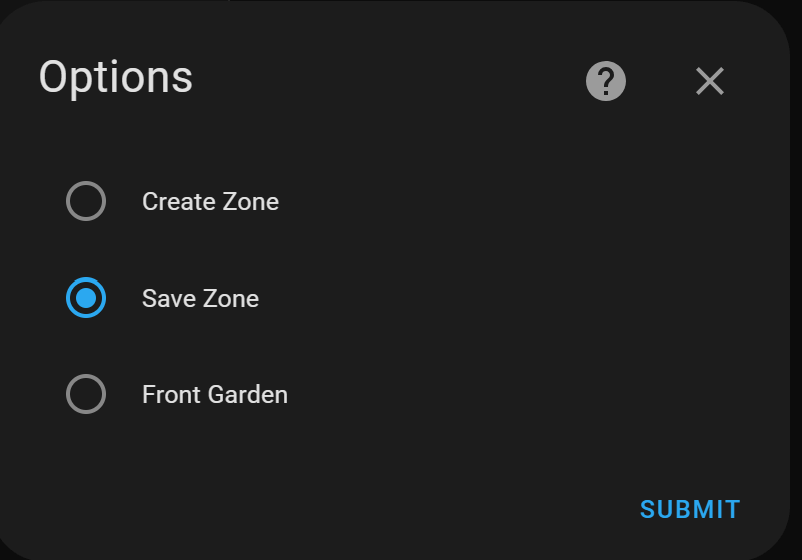 Options
Create Zone
Save Zone
Front Garden
SUBMIT